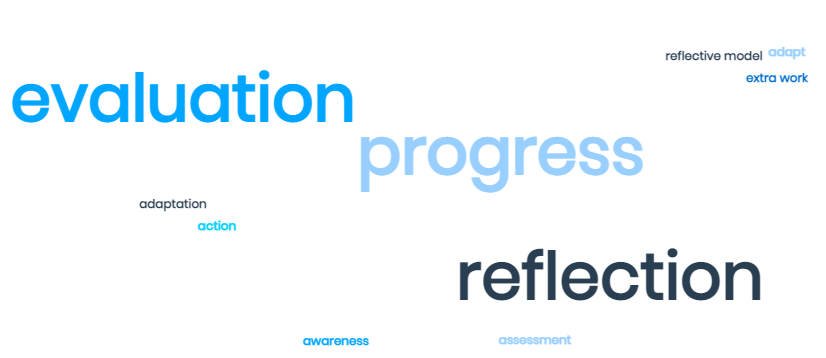 reflective model adapt
extra work
evaluation
progress
adaptation
action
reflection
awareness assessment